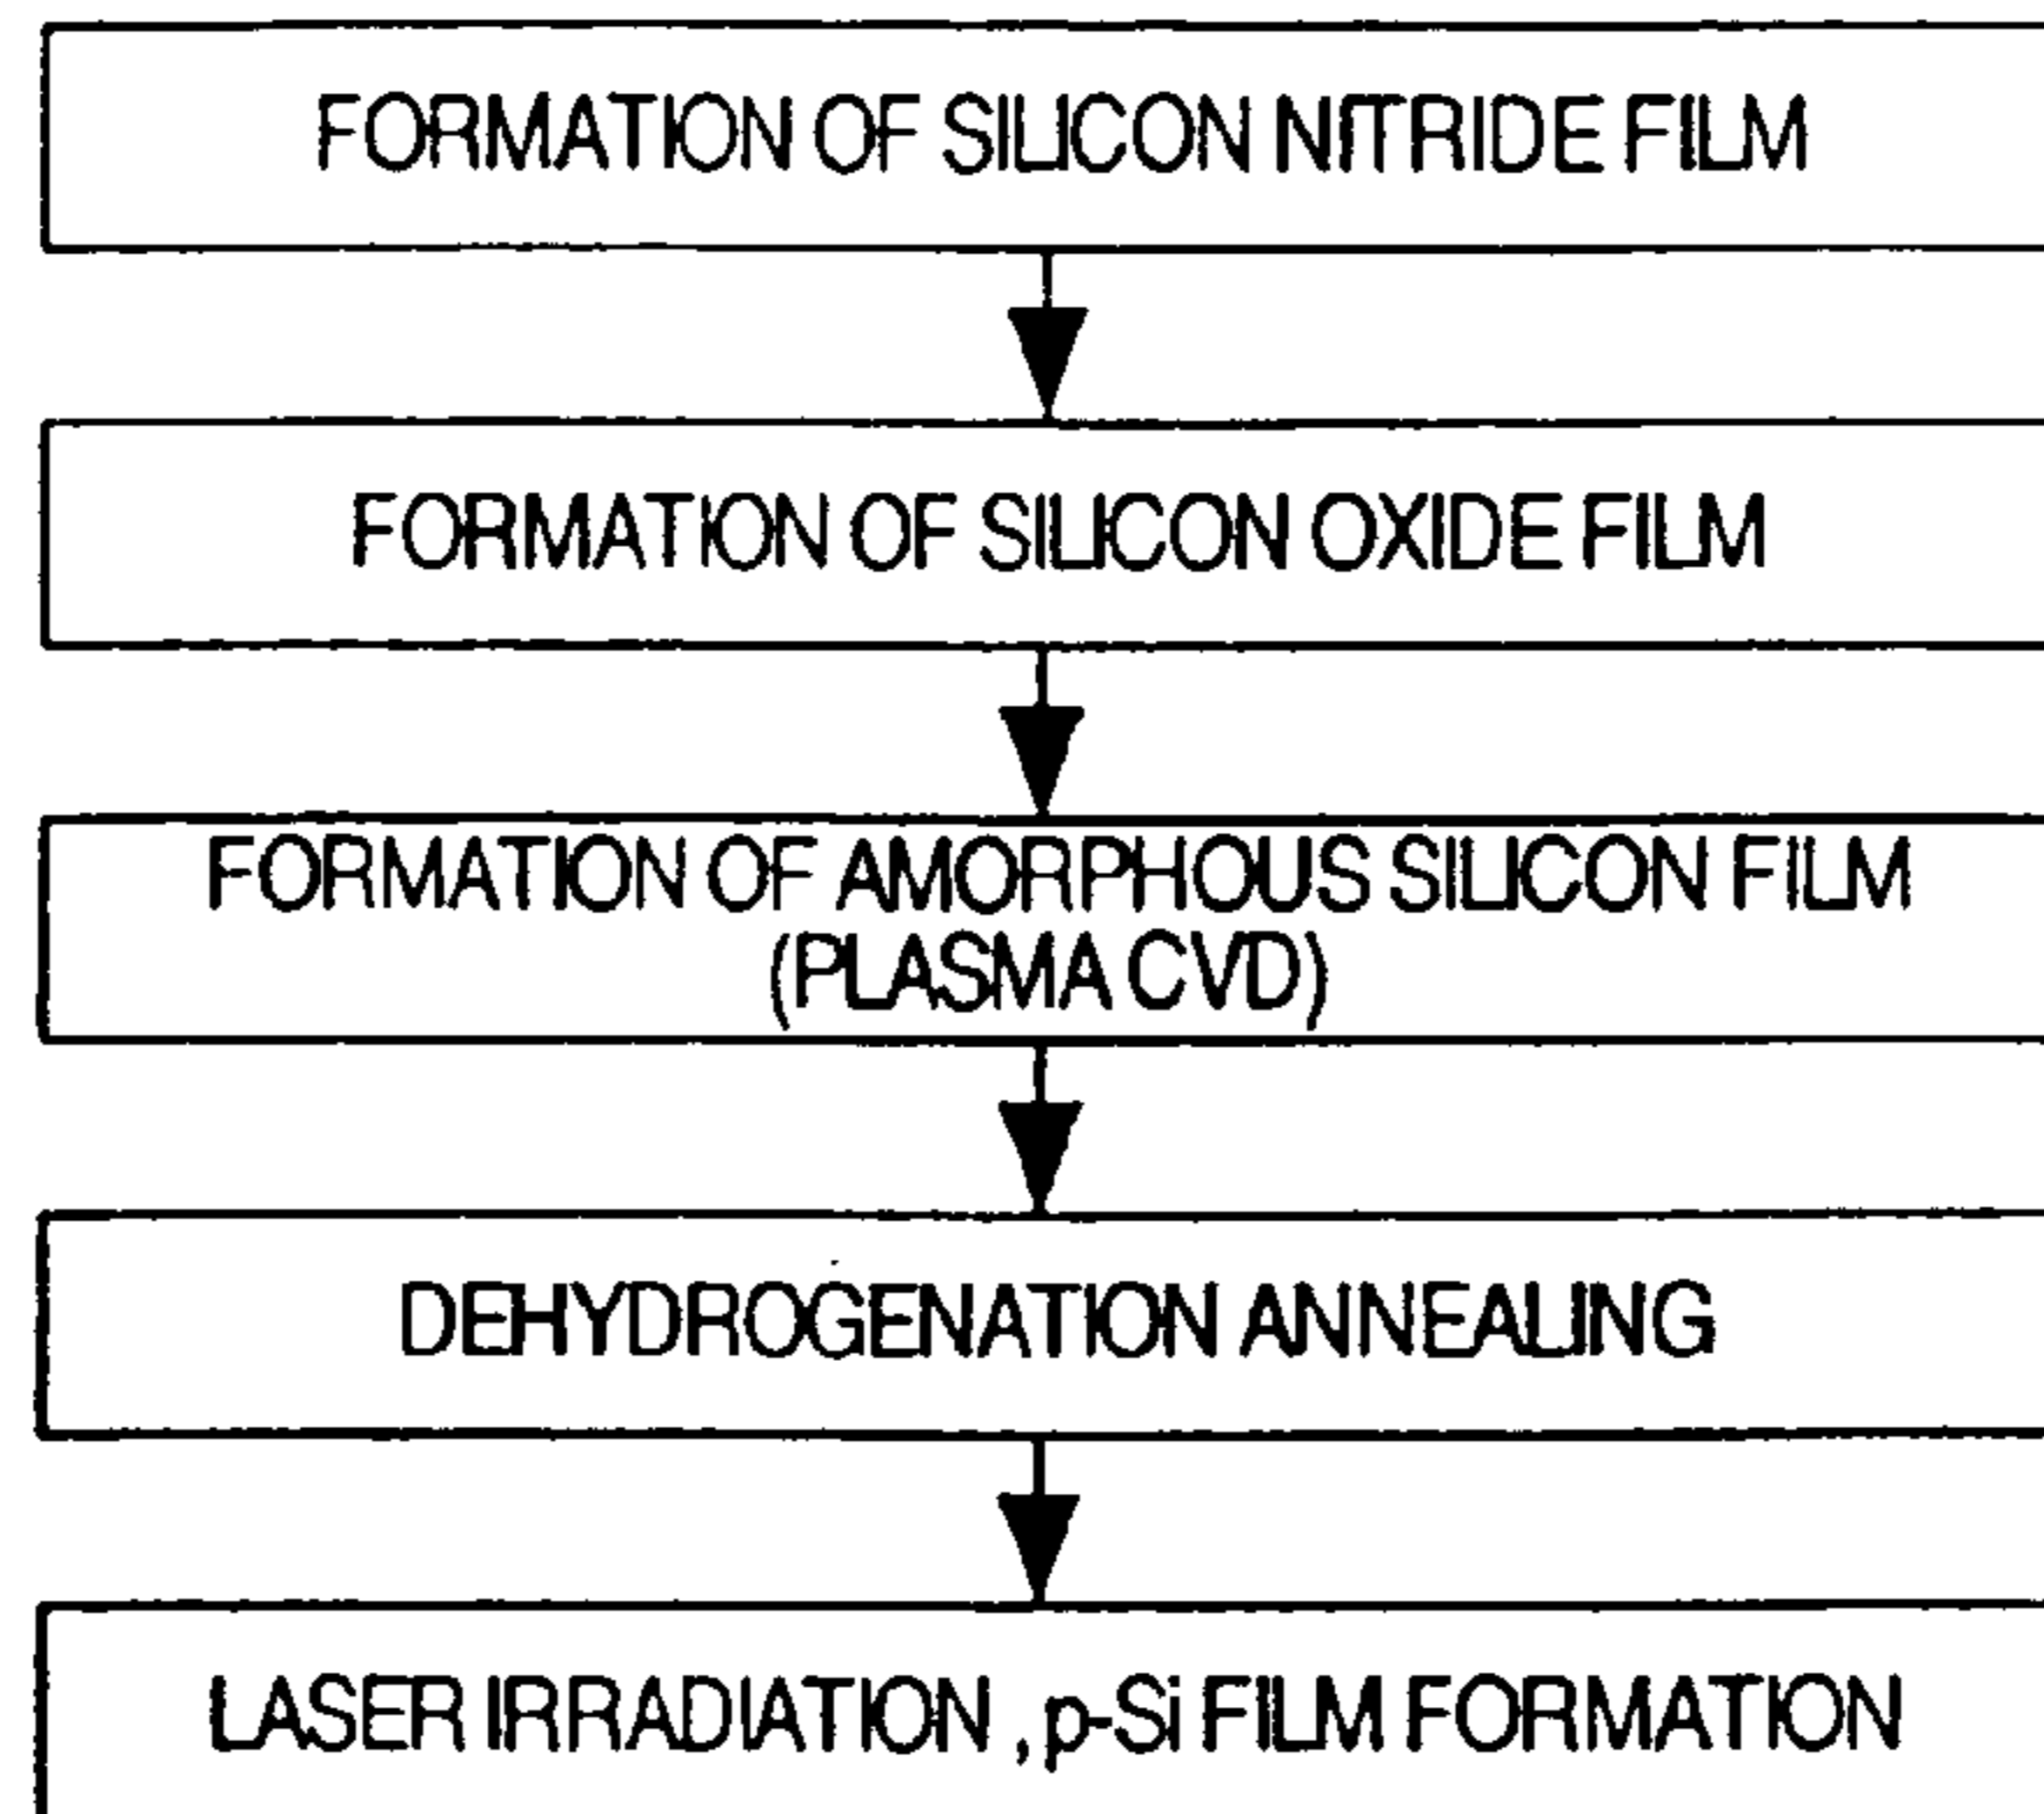 FORMATION OF SILICON NITRIDE FILM
FORMATION OF SILICON OXIDE FILM
FORMATION OF AMORPHOUS SILICON FILM
(PLASMA CVD)
DEHYDROGENATION ANNEALING
LASER IRRADIATION , p-Si FILM FORMATION